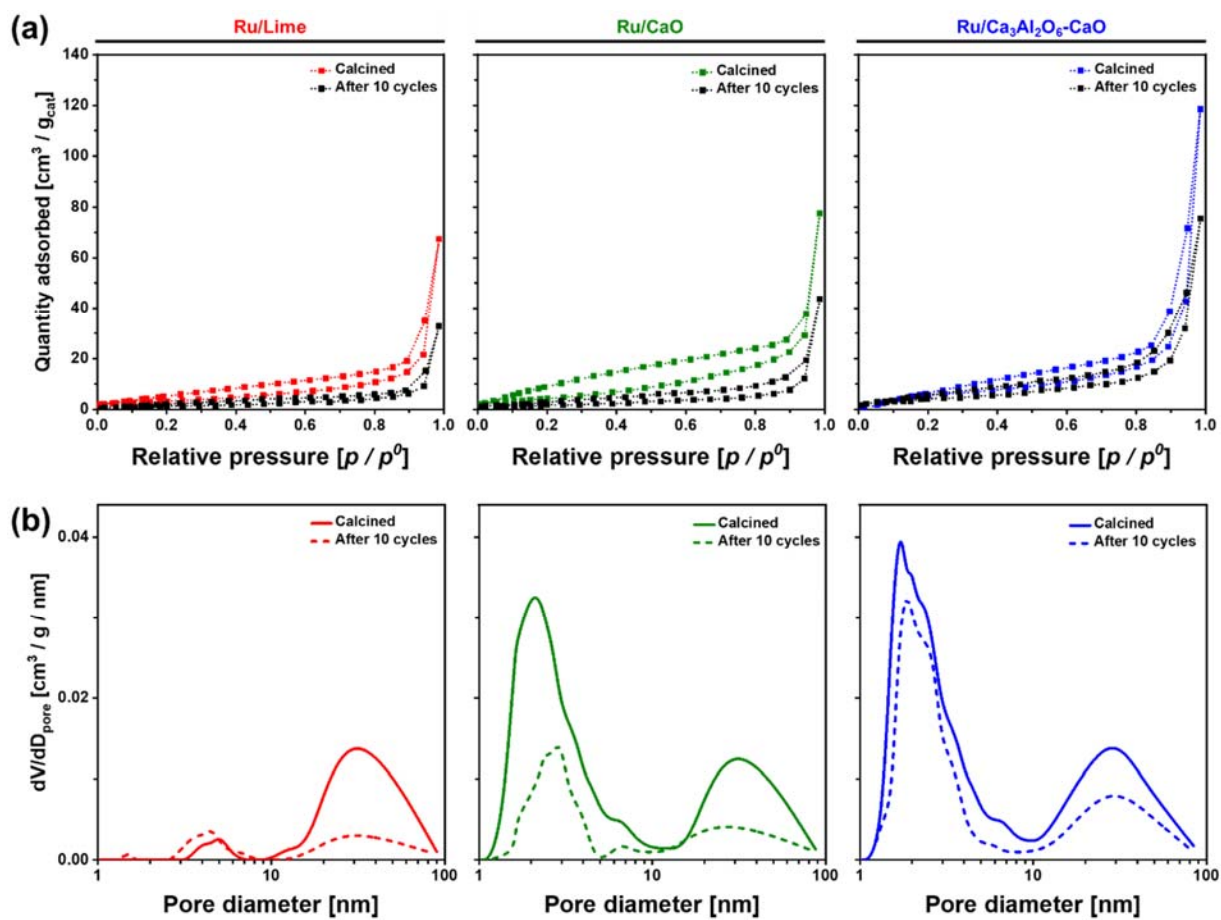 (a)
Ru/Lime
Ru/CaO
Ru/Ca₃Al₂O₆-CaO
Quantity adsorbed [cm³ / g_cat]
140
120
100
80
60
40
20
0
Calcined
After 10 cycles
Calcined
After 10 cycles
Calcined
After 10 cycles
0.0 0.2 0.4 0.6 0.8 1.0
0.0 0.2 0.4 0.6 0.8 1.0
0.0 0.2 0.4 0.6 0.8 1.0
Relative pressure [p / p⁰]
Relative pressure [p / p⁰]
Relative pressure [p / p⁰]
(b)
dV/dD_pore [cm³ / g / nm]
0.04
0.02
0.00
Calcined
After 10 cycles
Calcined
After 10 cycles
Calcined
After 10 cycles
1 10 100
1 10 100
1 10 100
Pore diameter [nm]
Pore diameter [nm]
Pore diameter [nm]